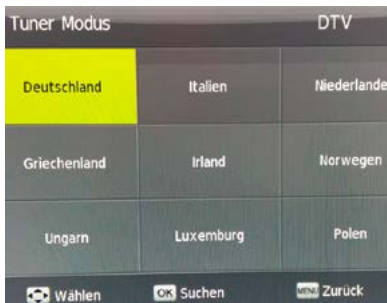 Tuner Modus DTV
Deutschland Italien Niederlande
Griechenland Irland Norwegen
Ungarn Luxemburg Polen
Wählen OK Suchen MENU Zurück